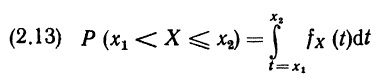 (2.13) P (x₁ < X ⩽ x₂) = ∫_{t = x₁}^{x₂} f_X (t)dt